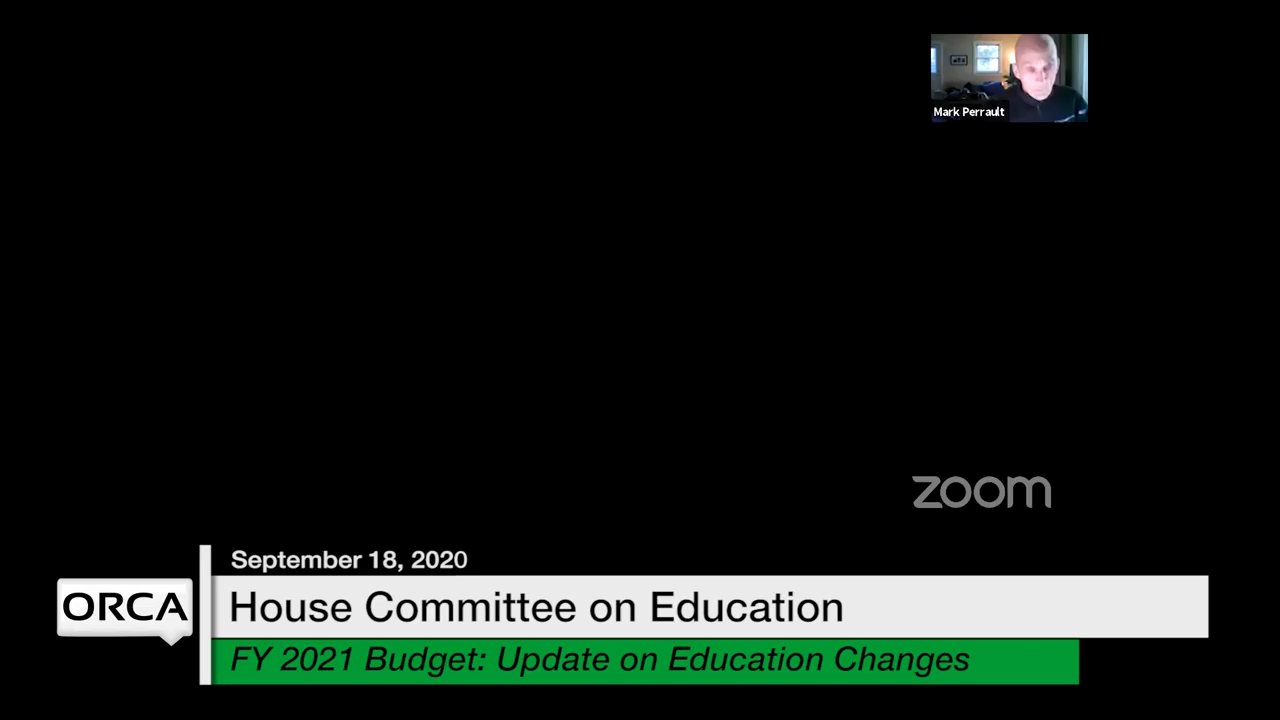 Mark Perrault
zoom
September 18, 2020
ORCA
House Committee on Education
FY 2021 Budget: Update on Education Changes